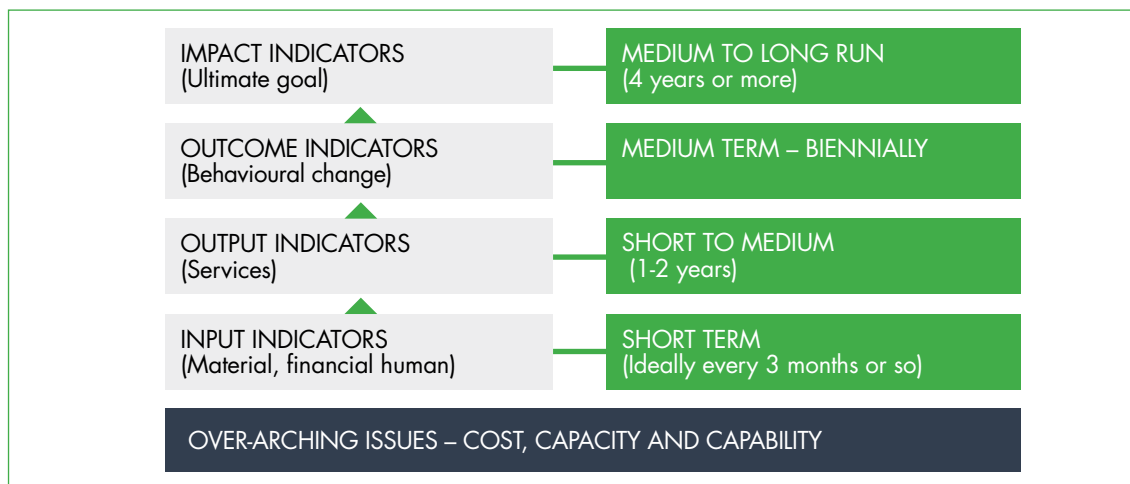 IMPACT INDICATORS
(Ultimate goal)
MEDIUM TO LONG RUN
(4 years or more)
OUTCOME INDICATORS
(Behavioural change)
MEDIUM TERM – BIENNIALLY
OUTPUT INDICATORS
(Services)
SHORT TO MEDIUM
(1-2 years)
INPUT INDICATORS
(Material, financial human)
SHORT TERM
(Ideally every 3 months or so)
OVER-ARCHING ISSUES – COST, CAPACITY AND CAPABILITY